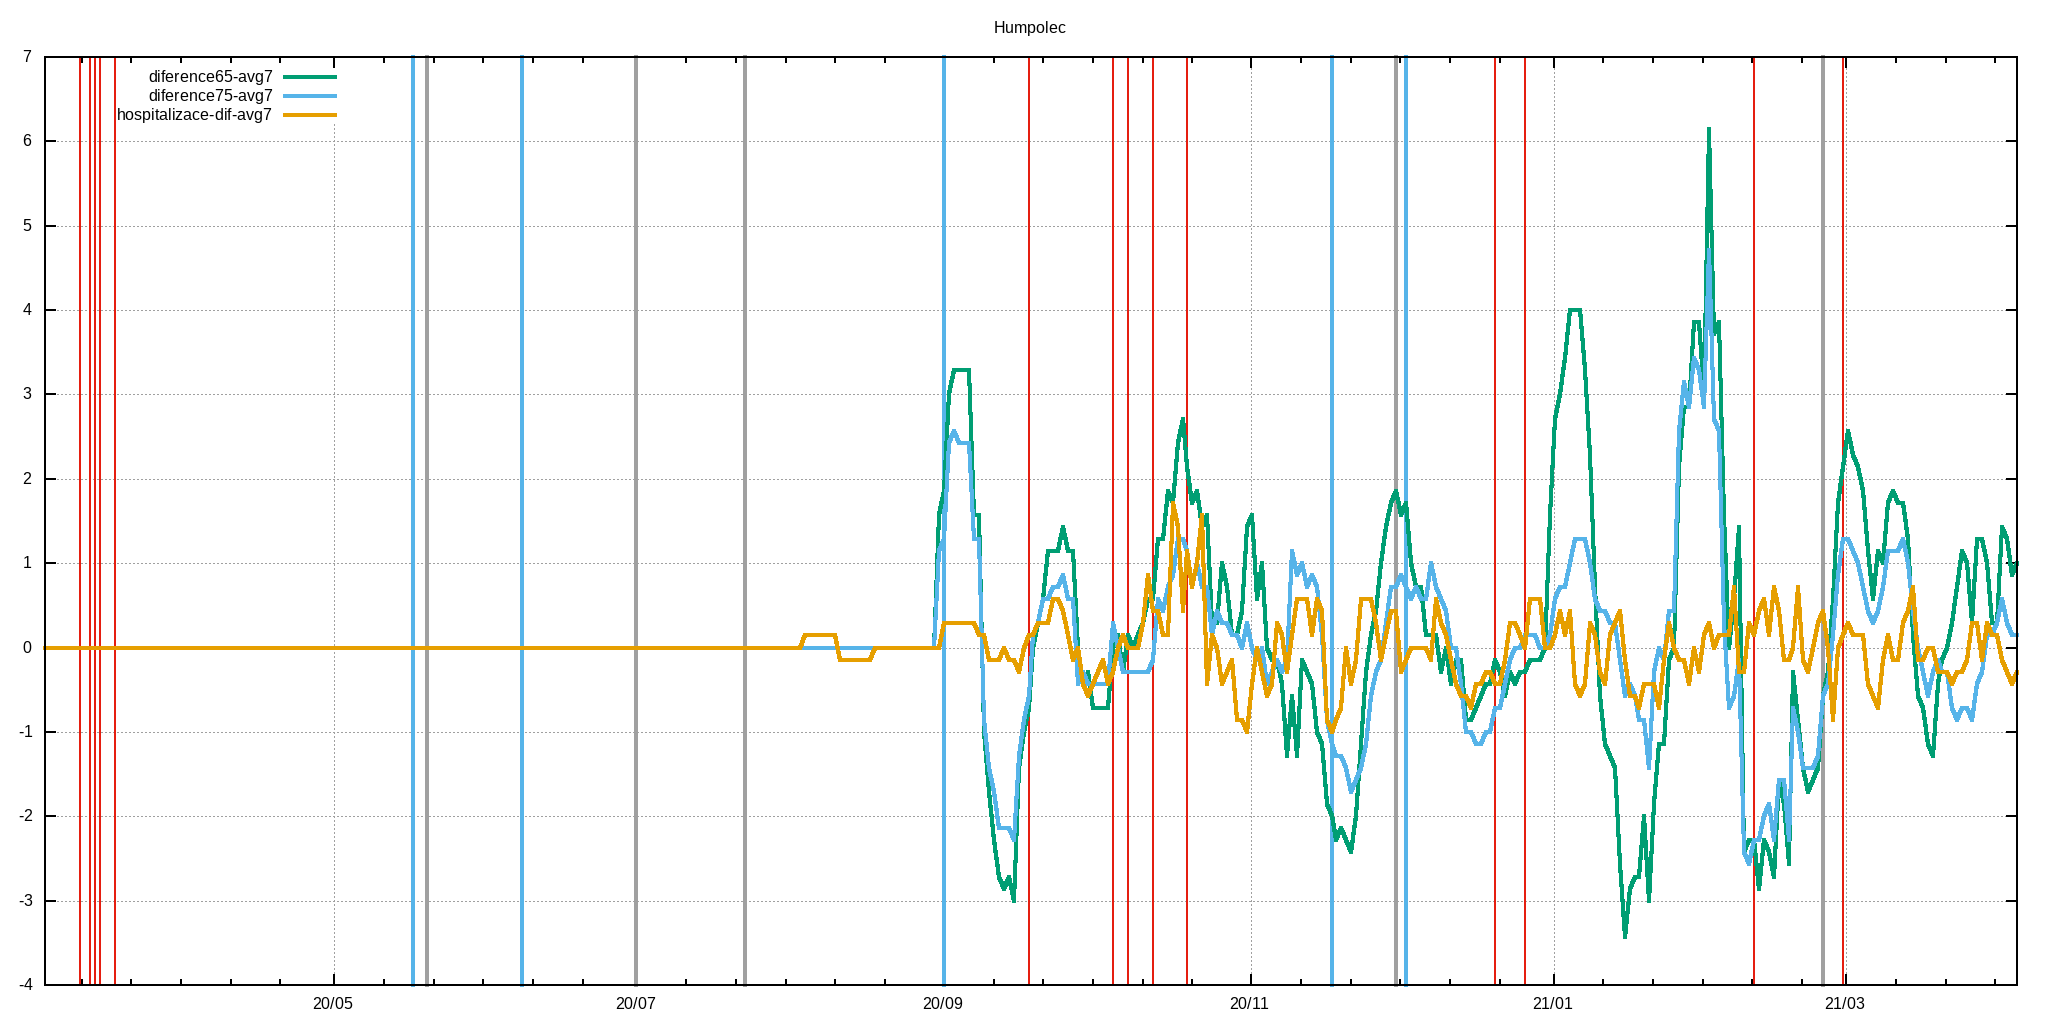 Humpolec
diference65-avg7
diference75-avg7
hospitalizace-dif-avg7
7
6
5
4
3
2
1
0
-1
-2
-3
-4
20/05 20/07 20/09 20/11 21/01 21/03